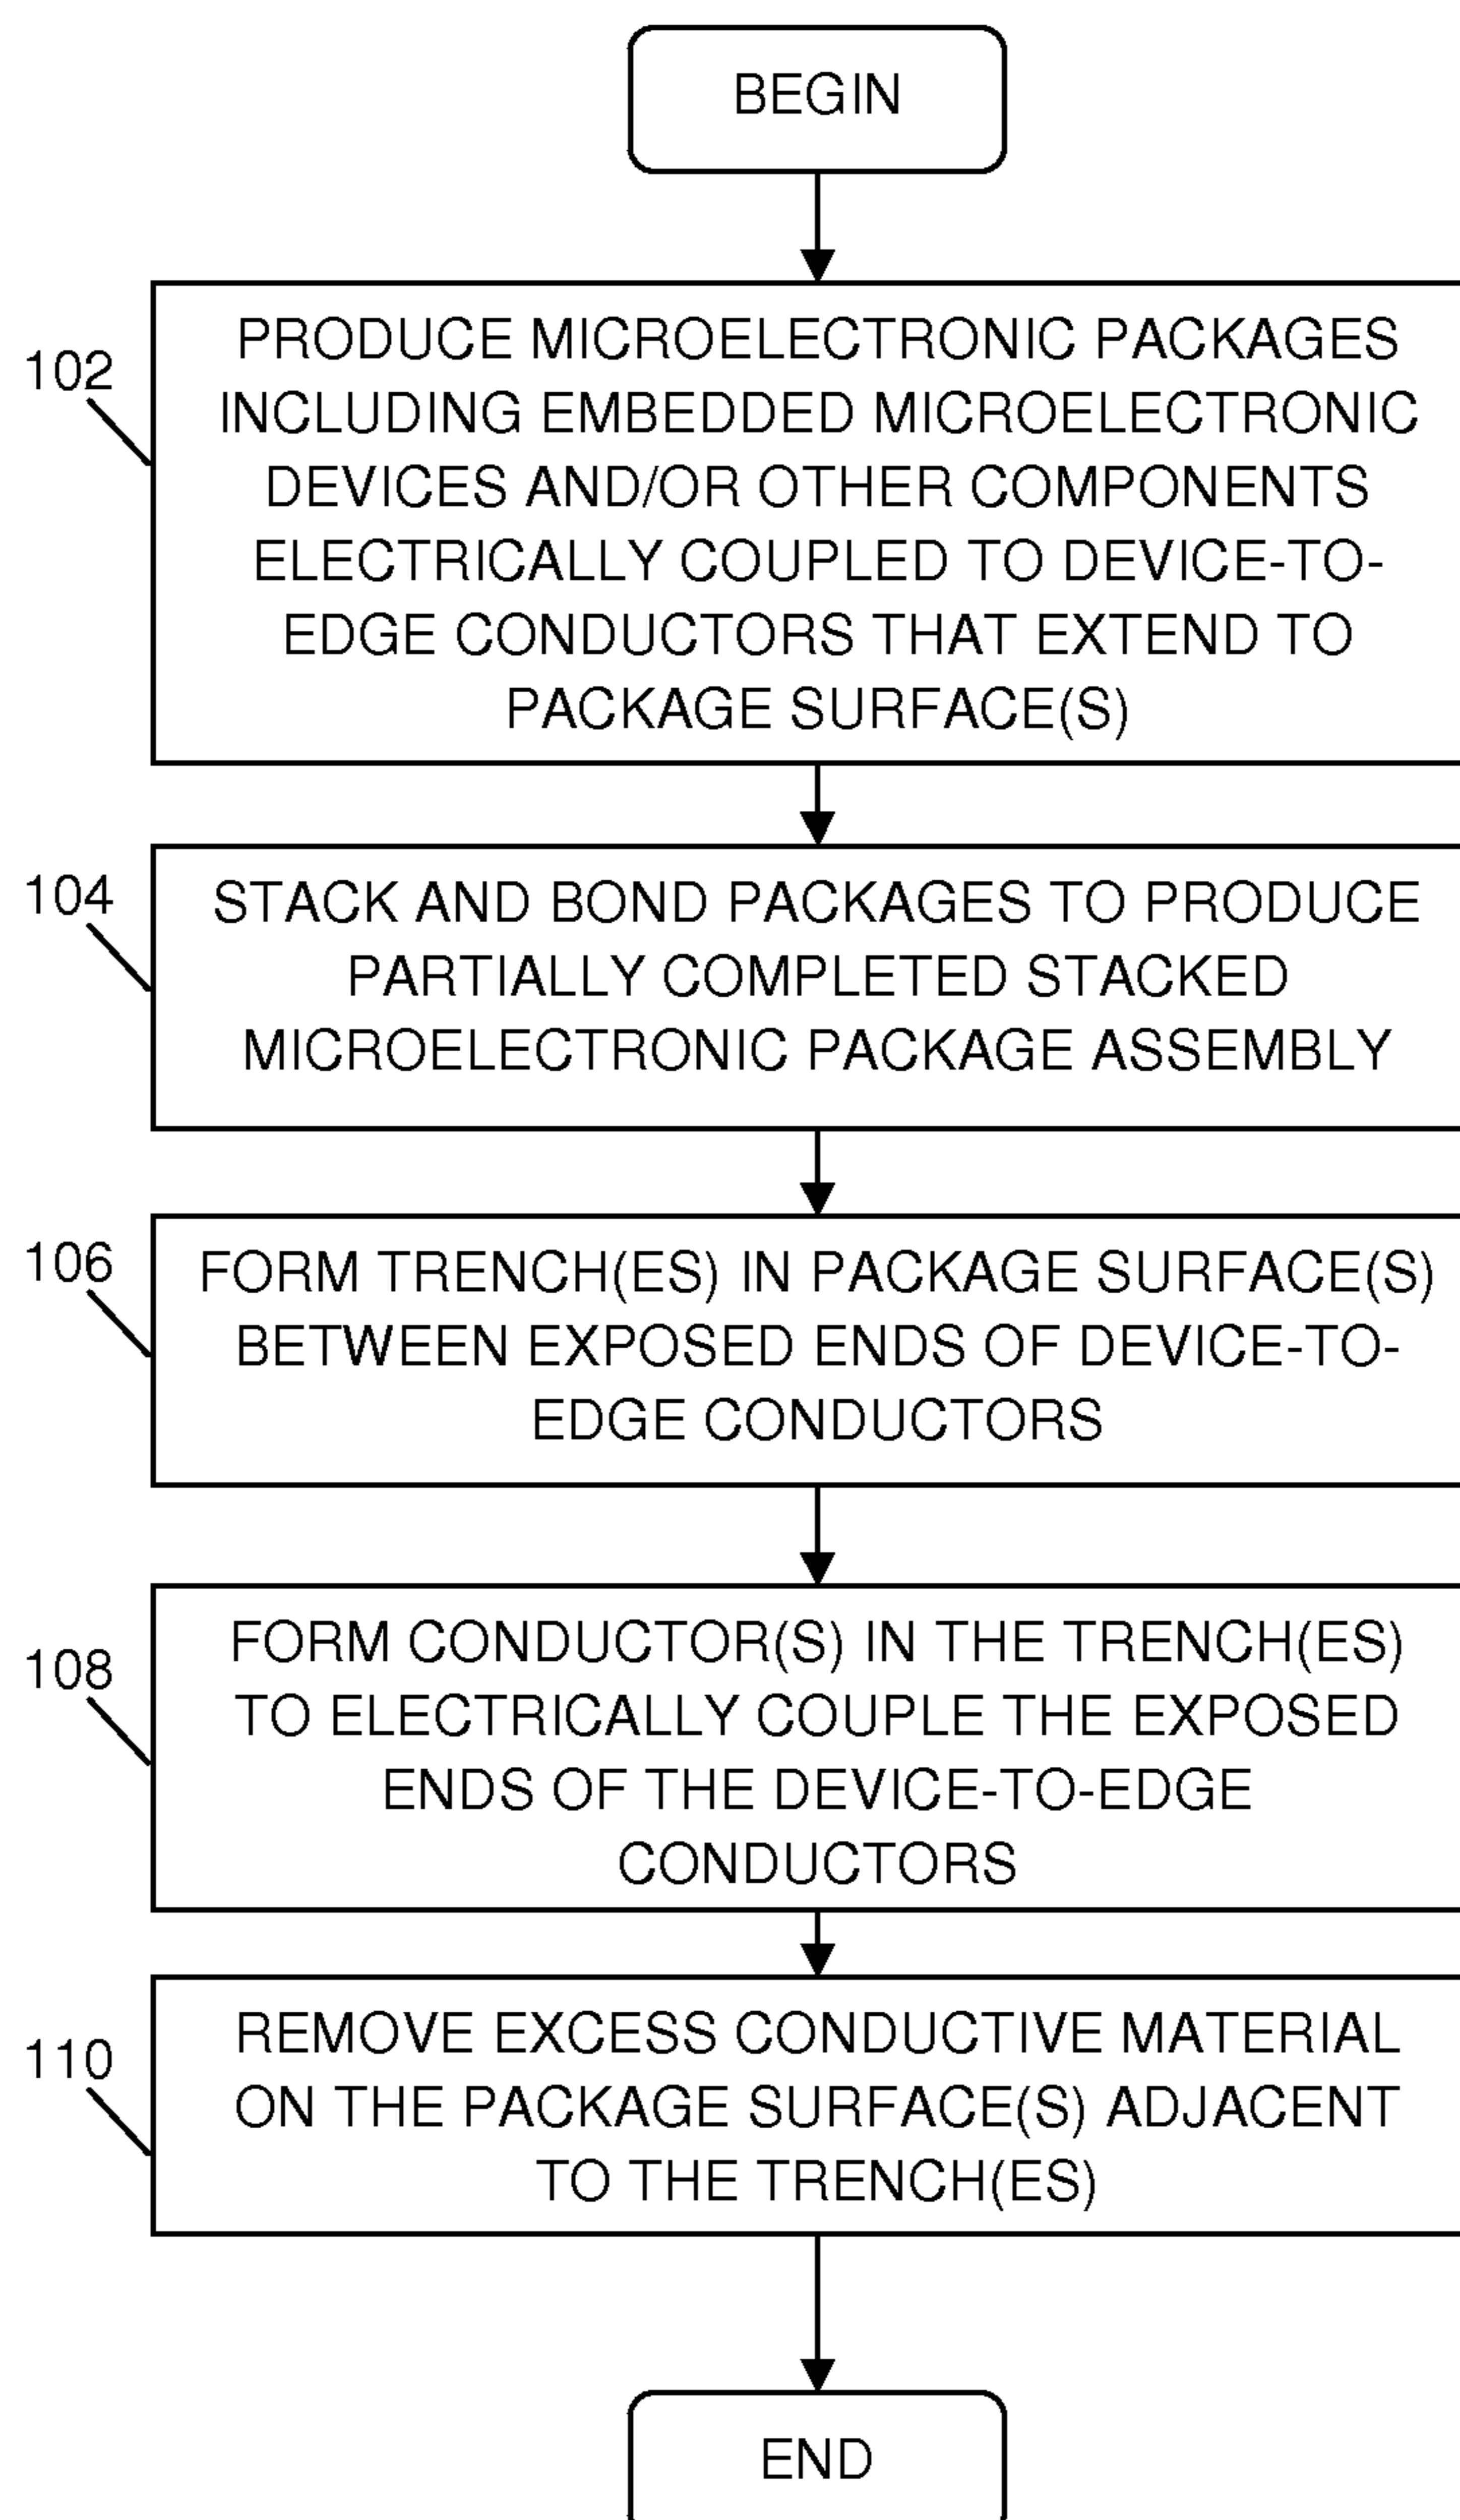 BEGIN
102
PRODUCE MICROELECTRONIC PACKAGES
INCLUDING EMBEDDED MICROELECTRONIC
DEVICES AND/OR OTHER COMPONENTS
ELECTRICALLY COUPLED TO DEVICE-TO-
EDGE CONDUCTORS THAT EXTEND TO
PACKAGE SURFACE(S)
104
STACK AND BOND PACKAGES TO PRODUCE
PARTIALLY COMPLETED STACKED
MICROELECTRONIC PACKAGE ASSEMBLY
106
FORM TRENCH(ES) IN PACKAGE SURFACE(S)
BETWEEN EXPOSED ENDS OF DEVICE-TO-
EDGE CONDUCTORS
108
FORM CONDUCTOR(S) IN THE TRENCH(ES)
TO ELECTRICALLY COUPLE THE EXPOSED
ENDS OF THE DEVICE-TO-EDGE
CONDUCTORS
110
REMOVE EXCESS CONDUCTIVE MATERIAL
ON THE PACKAGE SURFACE(S) ADJACENT
TO THE TRENCH(ES)
END